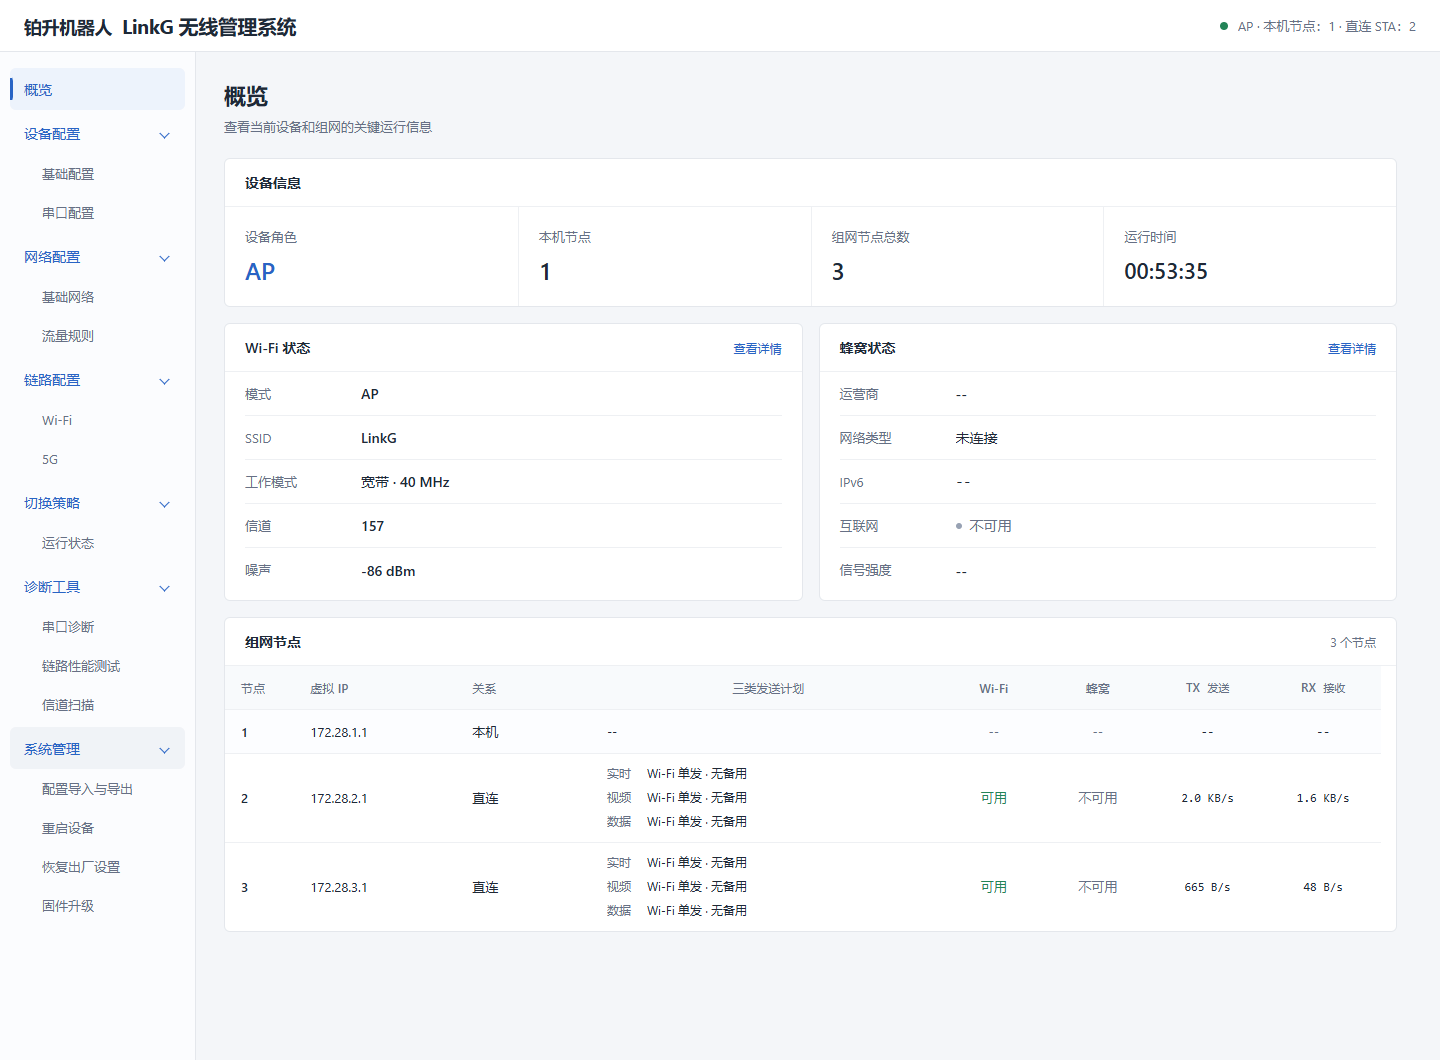 铂升机器人 LinkG 无线管理系统
AP · 本机节点：1 · 直连 STA：2
概览
设备配置
基础配置
串口配置
网络配置
基础网络
流量规则
链路配置
Wi-Fi
5G
切换策略
运行状态
诊断工具
串口诊断
链路性能测试
信道扫描
系统管理
配置导入与导出
重启设备
恢复出厂设置
固件升级
概览
查看当前设备和组网的关键运行信息
设备信息
设备角色 本机节点 组网节点总数 运行时间
AP 1 3 00:53:35
Wi-Fi 状态 查看详情
模式 AP
SSID LinkG
工作模式 宽带 · 40 MHz
信道 157
噪声 -86 dBm
蜂窝状态 查看详情
运营商 --
网络类型 未连接
IPv6 --
互联网 不可用
信号强度 --
组网节点 3 个节点
节点 虚拟 IP 关系 三类发送计划 Wi-Fi 蜂窝 TX 发送 RX 接收
1 172.28.1.1 本机 -- -- -- -- --
实时 Wi-Fi 单发 · 无备用
2 172.28.2.1 直连 视频 Wi-Fi 单发 · 无备用 可用 不可用 2.0 KB/s 1.6 KB/s
数据 Wi-Fi 单发 · 无备用
实时 Wi-Fi 单发 · 无备用
3 172.28.3.1 直连 视频 Wi-Fi 单发 · 无备用 可用 不可用 665 B/s 48 B/s
数据 Wi-Fi 单发 · 无备用